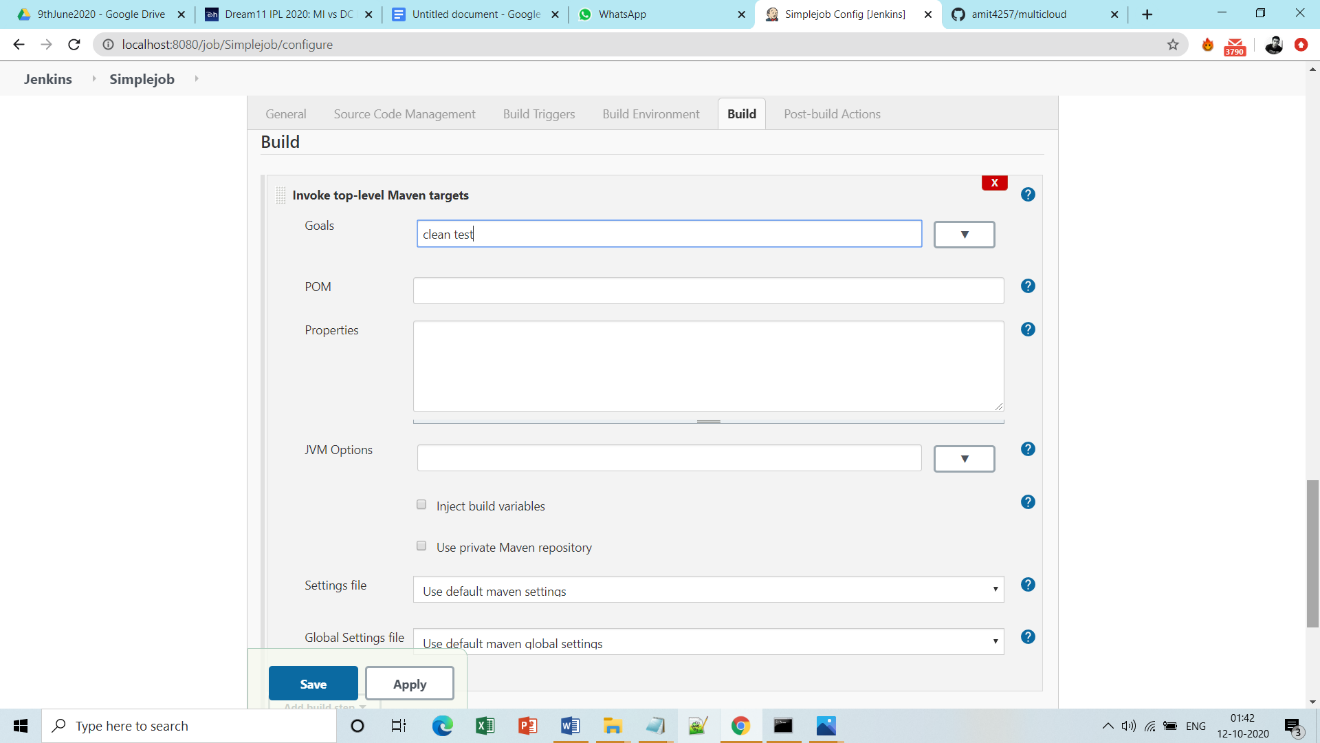 9thJune2020 - Google Drive
Dream11 IPL 2020: MI vs DC
Untitled document - Google
WhatsApp
Simplejob Config [Jenkins]
amit4257/multicloud
localhost:8080/job/Simplejob/configure
3790
Jenkins
Simplejob
General
Source Code Management
Build Triggers
Build Environment
Build
Post-build Actions
Build
Invoke top-level Maven targets
X
Goals
clean test
POM
Properties
JVM Options
Inject build variables
Use private Maven repository
Settings file
Use default maven settings
Global Settings file
Use default maven global settings
Save
Apply
Add build step
Type here to search
ENG
01:42
12-10-2020
3